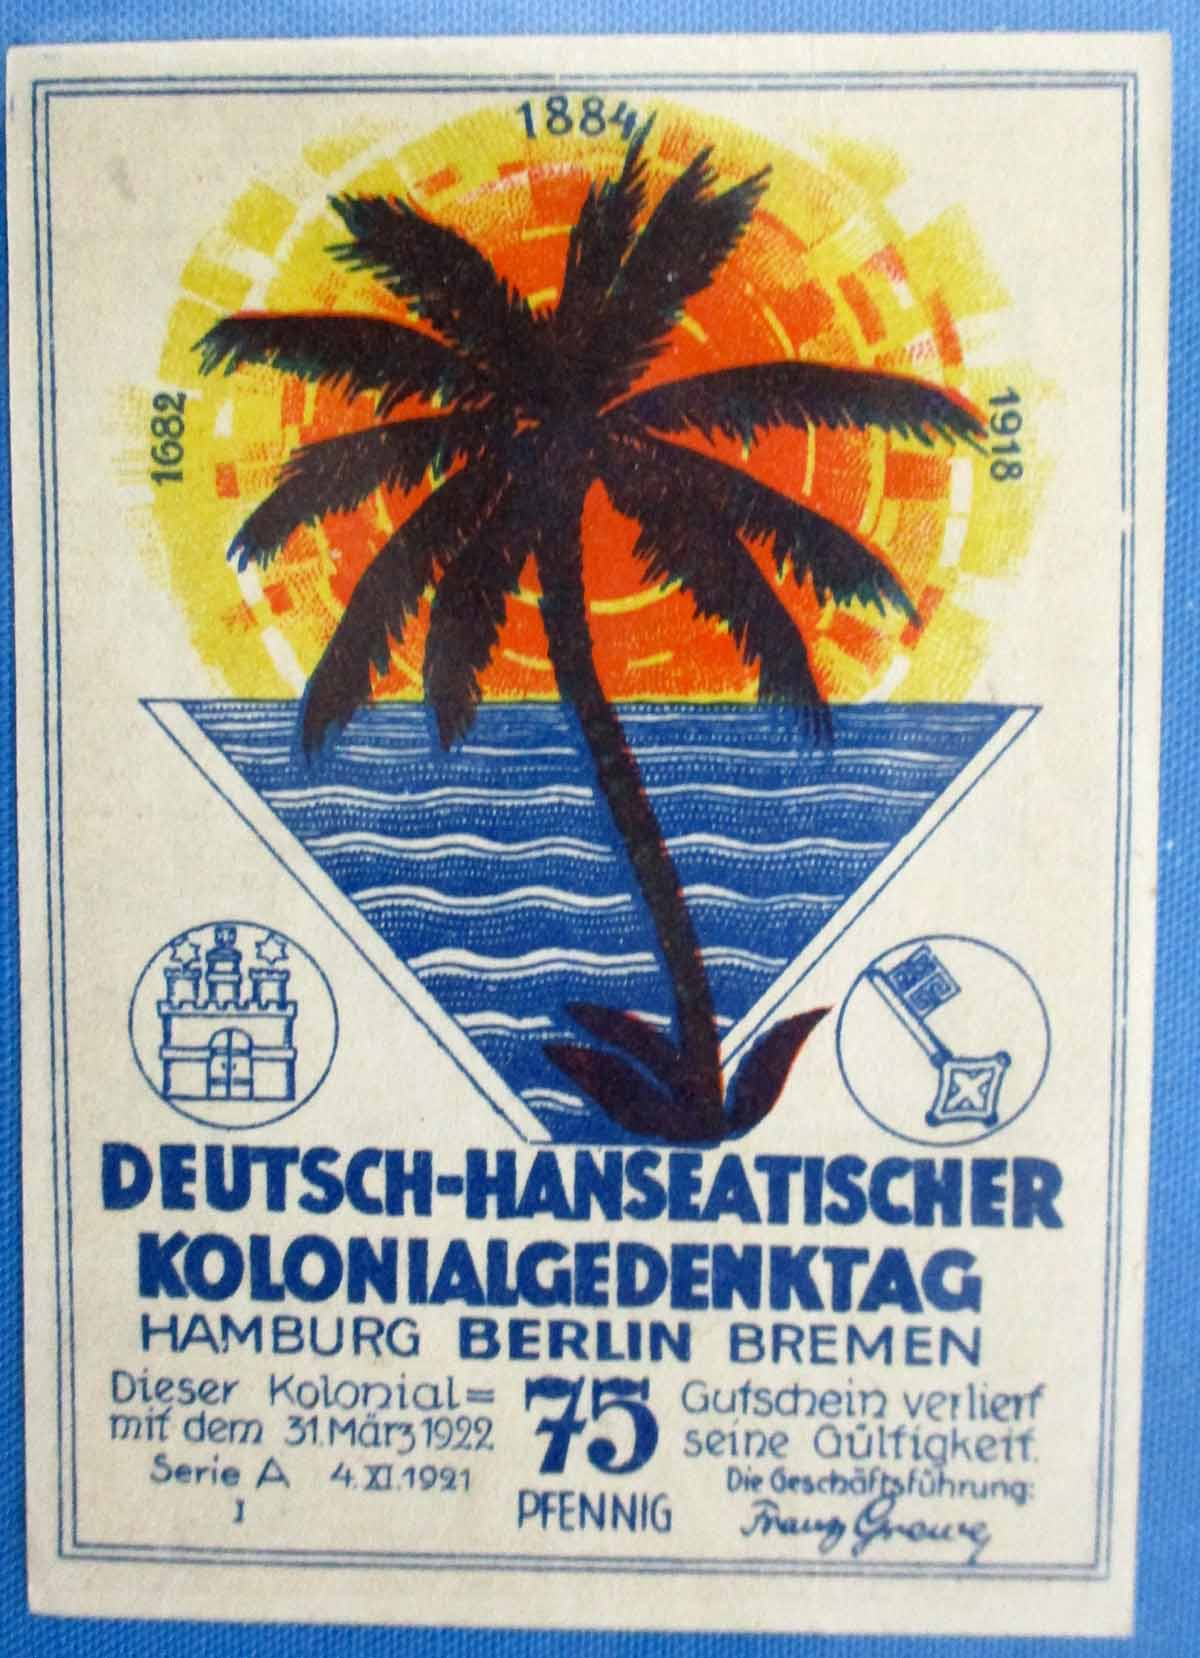 1884
1682
1918
DEUTSCH-HANSEATISCHER
KOLONIALGEDENKTAG
HAMBURG BERLIN BREMEN
Dieser Kolonial= 75 Gutschein verliert
mit dem 31. März 1922 seine Gültigkeit.
Serie A 4.XI.1921 Die Geschäftsführung:
I PFENNIG Franz